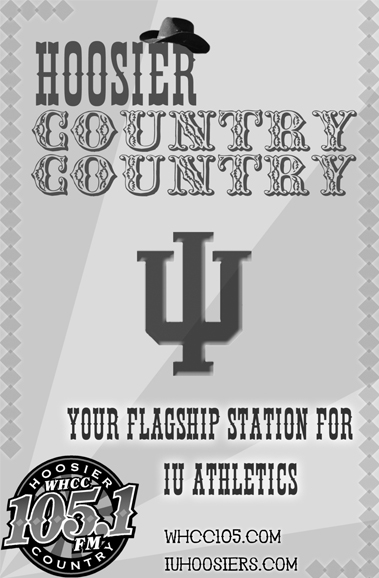 HOOSIER
COUNTRY
COUNTRY
IU
YOUR FLAGSHIP STATION FOR
IU ATHLETICS
HOOSIER
WHCC
105.1
FM
COUNTRY
WHCC105.COM
IUHOOSIERS.COM